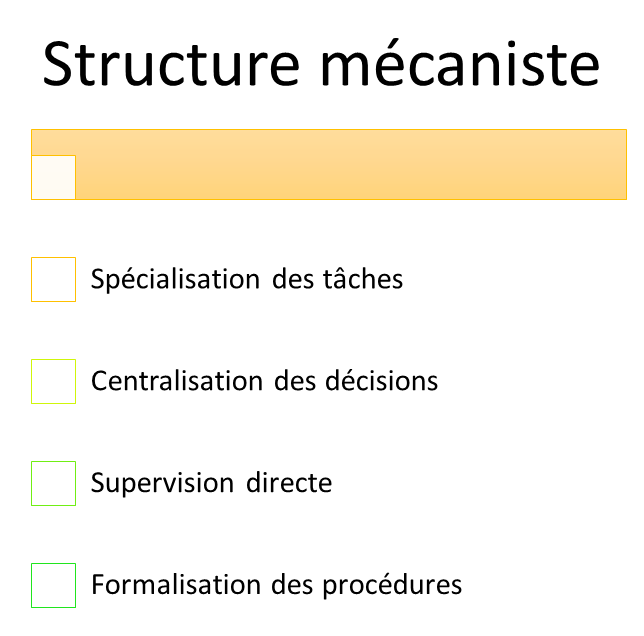 Structure mécaniste
Spécialisation des tâches
Centralisation des décisions
Supervision directe
Formalisation des procédures